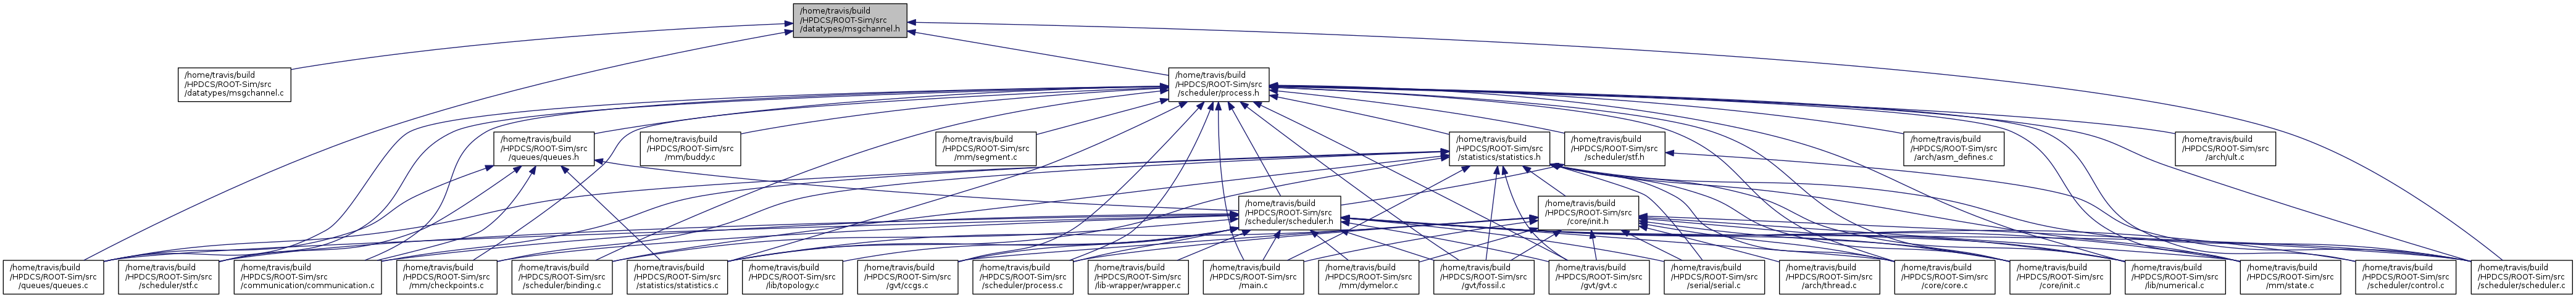 /home/travis/build
/HPDCS/ROOT-Sim/src
/datatypes/msgchannel.h
/home/travis/build
/HPDCS/ROOT-Sim/src
/datatypes/msgchannel.c
/home/travis/build
/HPDCS/ROOT-Sim/src
/scheduler/process.h
/home/travis/build
/HPDCS/ROOT-Sim/src
/queues/queues.h
/home/travis/build
/HPDCS/ROOT-Sim/src
/mm/buddy.c
/home/travis/build
/HPDCS/ROOT-Sim/src
/mm/segment.c
/home/travis/build
/HPDCS/ROOT-Sim/src
/statistics/statistics.h
/home/travis/build
/HPDCS/ROOT-Sim/src
/scheduler/stf.h
/home/travis/build
/HPDCS/ROOT-Sim/src
/arch/asm_defines.c
/home/travis/build
/HPDCS/ROOT-Sim/src
/arch/ult.c
/home/travis/build
/HPDCS/ROOT-Sim/src
/scheduler/scheduler.h
/home/travis/build
/HPDCS/ROOT-Sim/src
/core/init.h
/home/travis/build
/HPDCS/ROOT-Sim/src
/queues/queues.c
/home/travis/build
/HPDCS/ROOT-Sim/src
/scheduler/stf.c
/home/travis/build
/HPDCS/ROOT-Sim/src
/communication/communication.c
/home/travis/build
/HPDCS/ROOT-Sim/src
/mm/checkpoints.c
/home/travis/build
/HPDCS/ROOT-Sim/src
/scheduler/binding.c
/home/travis/build
/HPDCS/ROOT-Sim/src
/statistics/statistics.c
/home/travis/build
/HPDCS/ROOT-Sim/src
/lib/topology.c
/home/travis/build
/HPDCS/ROOT-Sim/src
/gvt/ccgs.c
/home/travis/build
/HPDCS/ROOT-Sim/src
/scheduler/process.c
/home/travis/build
/HPDCS/ROOT-Sim/src
/lib-wrapper/wrapper.c
/home/travis/build
/HPDCS/ROOT-Sim/src
/main.c
/home/travis/build
/HPDCS/ROOT-Sim/src
/mm/dymelor.c
/home/travis/build
/HPDCS/ROOT-Sim/src
/gvt/fossil.c
/home/travis/build
/HPDCS/ROOT-Sim/src
/gvt/gvt.c
/home/travis/build
/HPDCS/ROOT-Sim/src
/serial/serial.c
/home/travis/build
/HPDCS/ROOT-Sim/src
/arch/thread.c
/home/travis/build
/HPDCS/ROOT-Sim/src
/core/core.c
/home/travis/build
/HPDCS/ROOT-Sim/src
/core/init.c
/home/travis/build
/HPDCS/ROOT-Sim/src
/lib/numerical.c
/home/travis/build
/HPDCS/ROOT-Sim/src
/mm/state.c
/home/travis/build
/HPDCS/ROOT-Sim/src
/scheduler/control.c
/home/travis/build
/HPDCS/ROOT-Sim/src
/scheduler/scheduler.c